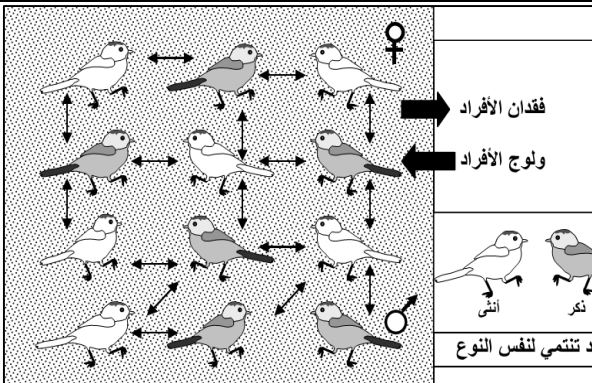 فقدان الأفراد
ولوج الأفراد
أنثى
ذكر
د تنتمي لنفس النوع